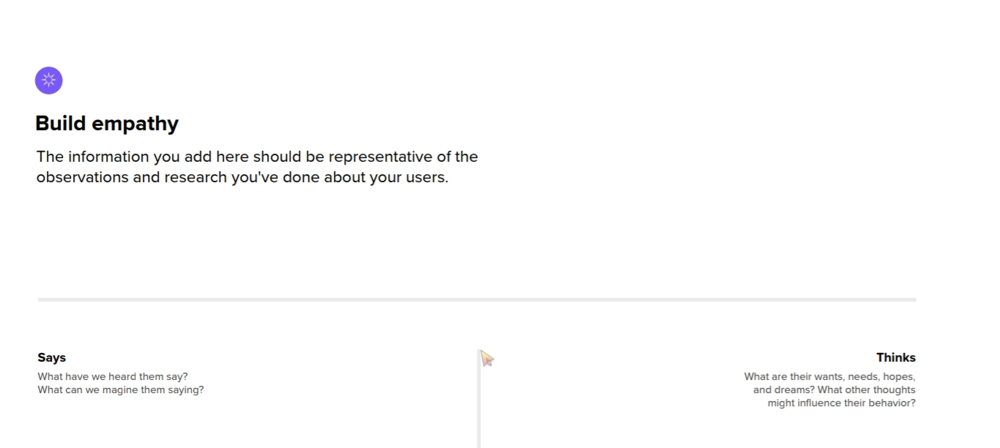 Build empathy
The information you add here should be representative of the
observations and research you've done about your users.
Says
What have we heard them say?
What can we magine them saying?
Thinks
What are their wants, needs, hopes,
and dreams? What other thoughts
might influence their behavior?